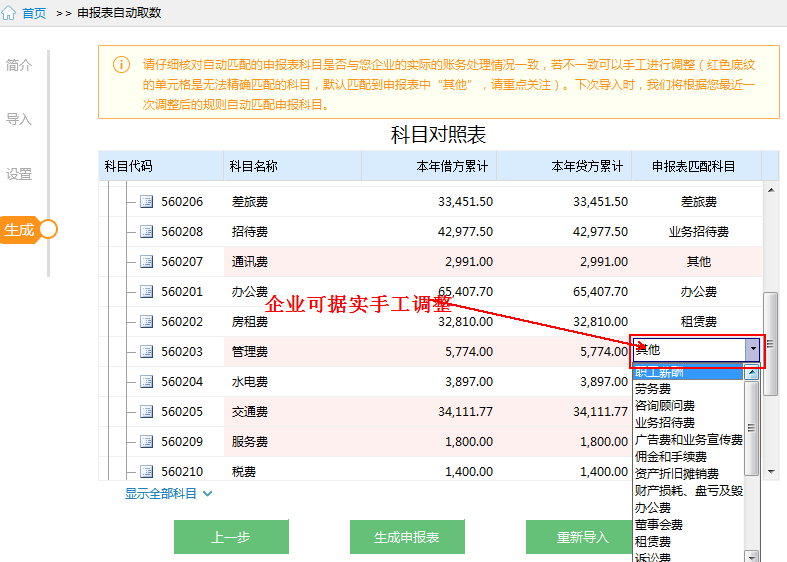 首页 >> 申报表自动取数
简介
导入
设置
生成
请仔细核对自动匹配的申报表科目是否与您企业的实际的账务处理情况一致，若不一致可以手工进行调整（红色底纹
的单元格是无法精确匹配的科目，默认匹配到申报表中“其他”，请重点关注）。下次导入时，我们将根据您最近一
次调整后的规则自动匹配申报科目。
科目对照表
科目代码 科目名称 本年借方累计 本年贷方累计 申报表匹配科目
560206 差旅费 33,451.50 33,451.50 差旅费
560208 招待费 42,977.50 42,977.50 业务招待费
560207 通讯费 2,991.00 2,991.00 其他
560201 办公费 65,407.70 65,407.70 办公费
企业可据实手工调整
560202 房租费 32,810.00 32,810.00 租赁费
560203 管理费 5,774.00 5,774.00 其他
560204 水电费 3,897.00 3,897.00
560205 交通费 34,111.77 34,111.77
560209 服务费 1,800.00 1,800.00
560210 税费 1,400.00 1,400.00
职工薪酬
劳务费
咨询顾问费
业务招待费
广告费和业务宣传费
佣金和手续费
资产折旧摊销费
财产损耗、盘亏及毁
办公费
董事会费
租赁费
诉讼费
显示全部科目
上一步 生成申报表 重新导入